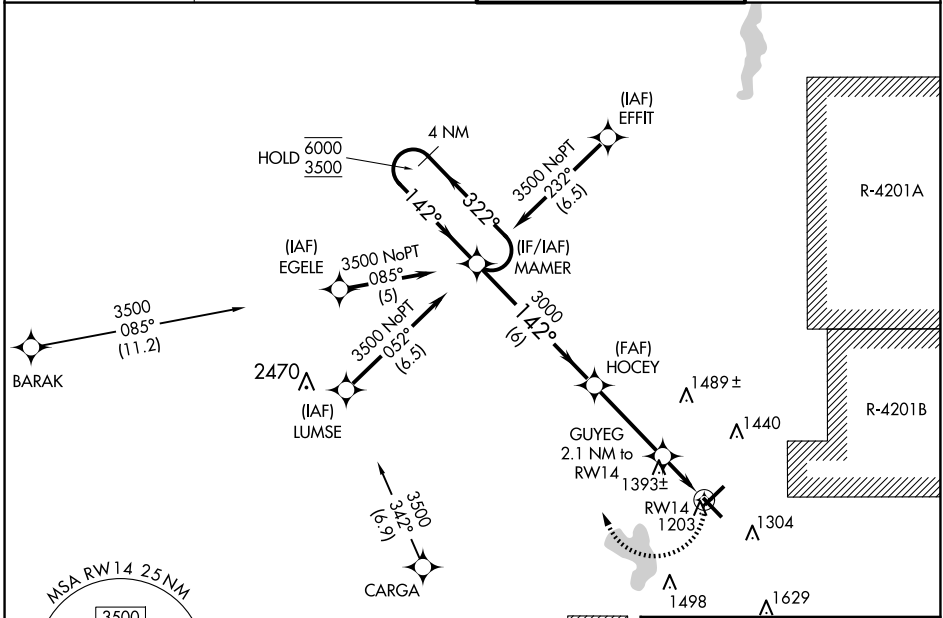 (IAF)
EFFIT
4 NM
HOLD 6000
3500
3500 NoPT
232°
(6.5)
R-4201A
142°
322°
(IAF)
EGELE
3500 NoPT
085°
(5)
(IF/IAF)
MAMER
3500
085°
(11.2)
BARAK
3500 NoPT
052°
(6.5)
3000
142°
(6)
2470
(IAF)
LUMSE
(FAF)
HOCEY
1489±
R-4201B
1440
GUYEG
2.1 NM to
RW14
1393±
RW14
1203
1304
3500
342°
(6.9)
CARGA
1498
1629
MSA RW14 25 NM
3500